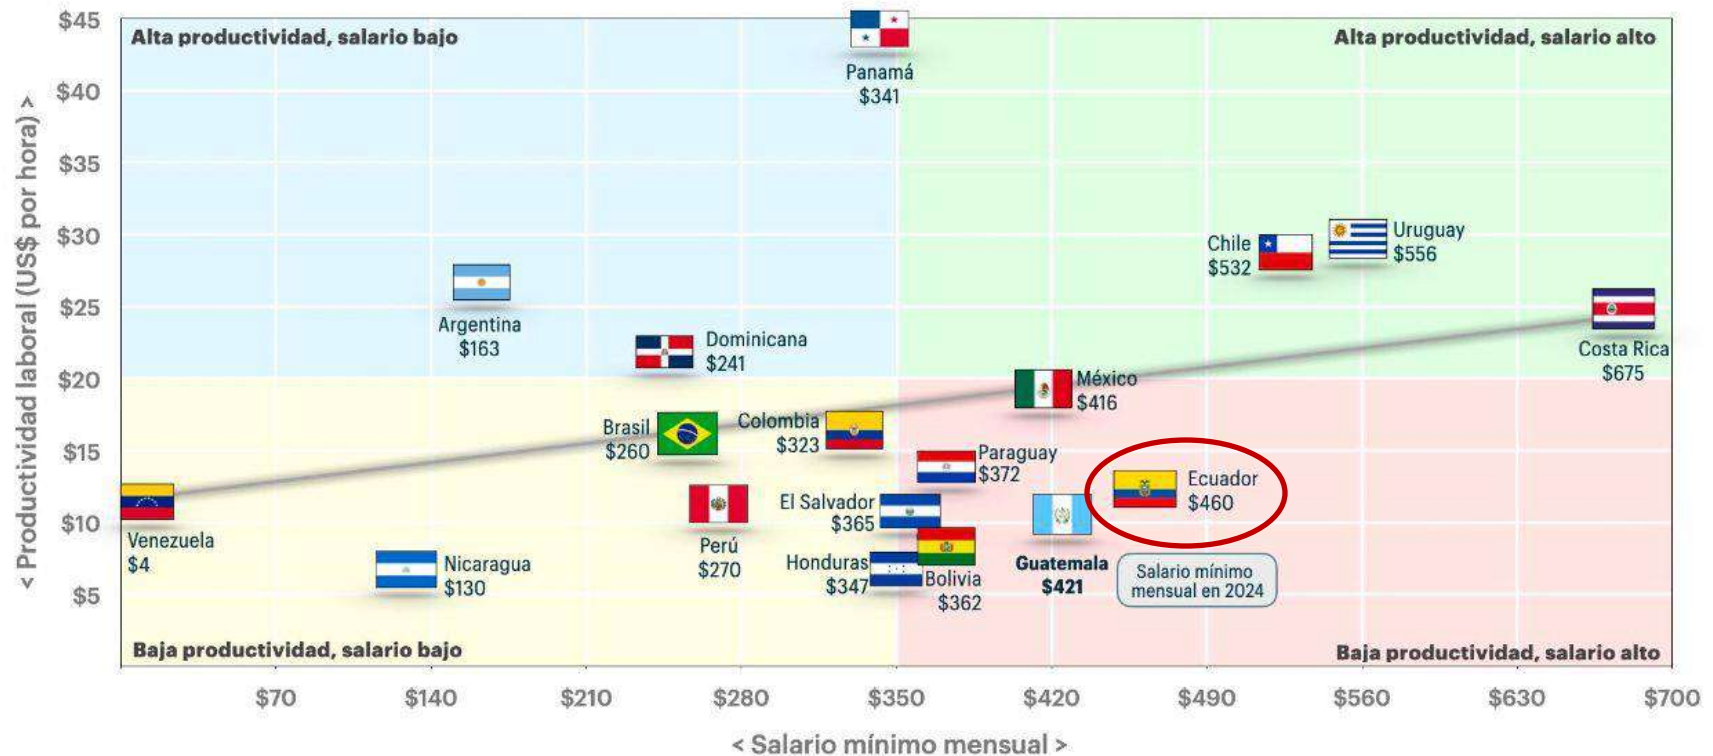 < Productividad laboral (US$ por hora) >
$45
$40
$35
$30
$25
$20
$15
$10
$5
Alta productividad, salario bajo
Alta productividad, salario alto
Panamá
$341
Chile
$532
Uruguay
$556
Argentina
$163
Dominicana
$241
Costa Rica
$675
México
$416
Brasil
$260
Colombia
$323
Paraguay
$372
Ecuador
$460
El Salvador
$365
Venezuela
$4
Nicaragua
$130
Perú
$270
Honduras
$347
Bolivia
$362
Guatemala
$421
Salario mínimo
mensual en 2024
Baja productividad, salario bajo
Baja productividad, salario alto
$70
$140
$210
$280
$350
$420
$490
$560
$630
$700
< Salario mínimo mensual >